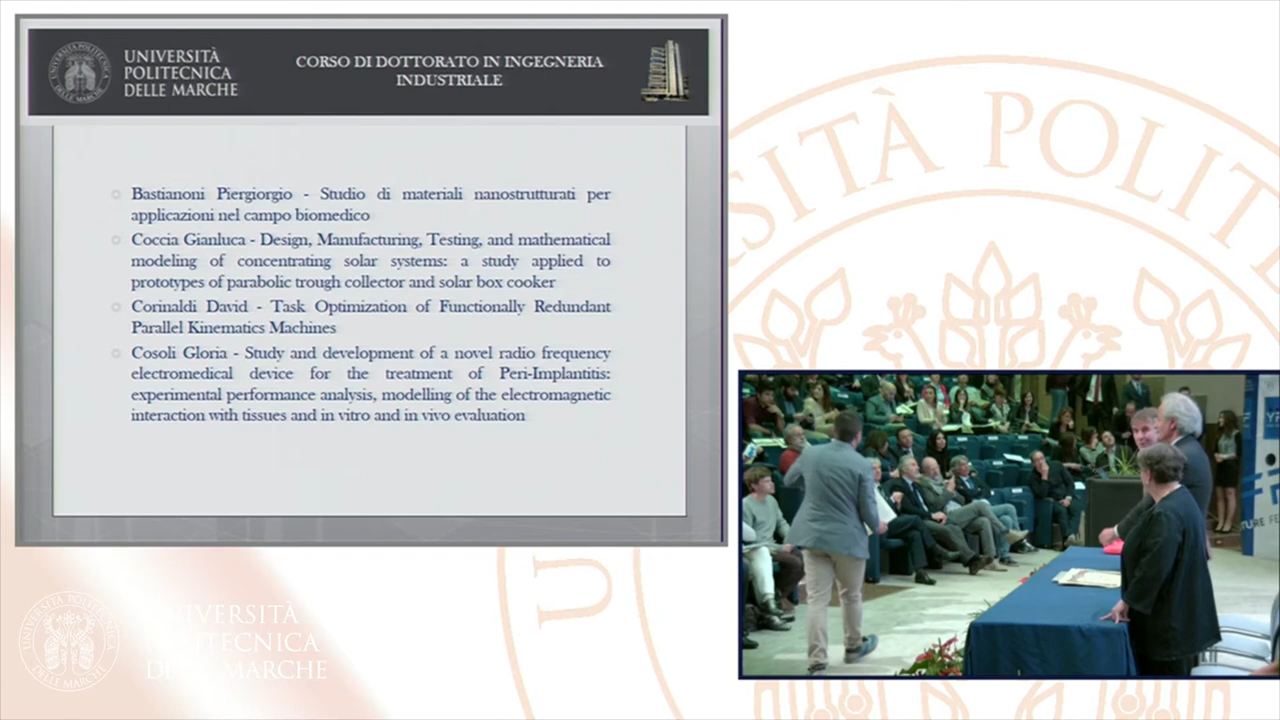 UNIVERSITÀ
POLITECNICA
DELLE MARCHE
CORSO DI DOTTORATO IN INGEGNERIA
INDUSTRIALE
Bastianoni Piergiorgio - Studio di materiali nanostrutturati per
applicazioni nel campo biomedico
Coccia Gianluca - Design, Manufacturing, Testing, and mathematical
modeling of concentrating solar systems: a study applied to
prototypes of parabolic trough collector and solar box cooker
Corinaldi David - Task Optimization of Functionally Redundant
Parallel Kinematics Machines
Cosoli Gloria - Study and development of a novel radio frequency
electromedical device for the treatment of Peri-Implantitis:
experimental performance analysis, modelling of the electromagnetic
interaction with tissues and in vitro and in vivo evaluation
SITÀ POLITE
U
UNIVERSITÀ
POLITECNICA
DELLE MARCHE